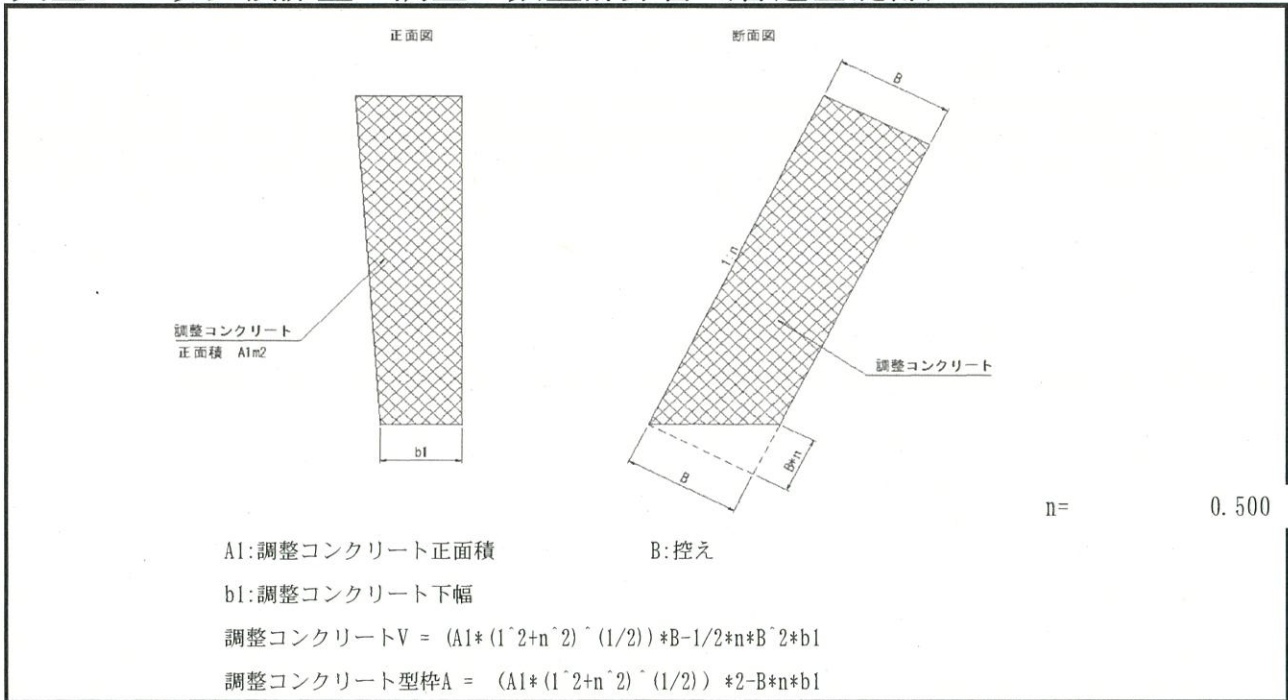 正面図
断面図
B
1:n
調整コンクリート
正面積 A1m2
調整コンクリート
b1
B
B*n
n= 0.500
A1:調整コンクリート正面積 B:控え
b1:調整コンクリート下幅
調整コンクリートV = (A1*(1^2+n^2)^(1/2))*B-1/2*n*B^2*b1
調整コンクリート型枠A = (A1*(1^2+n^2)^(1/2))*2-B*n*b1